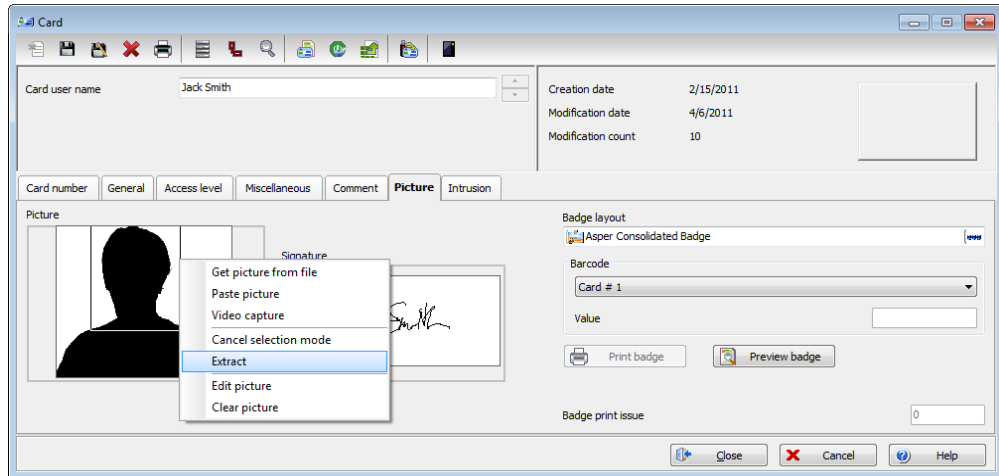 Card
Card user name
Jack Smith
Creation date 2/15/2011
Modification date 4/6/2011
Modification count 10
Card number General Access level Miscellaneous Comment Picture Intrusion
Picture
Signature
Get picture from file
Paste picture
Video capture
Cancel selection mode
Extract
Edit picture
Clear picture
Smith
Badge layout
Asper Consolidated Badge
Barcode
Card # 1
Value
Print badge Preview badge
Badge print issue 0
Close Cancel Help